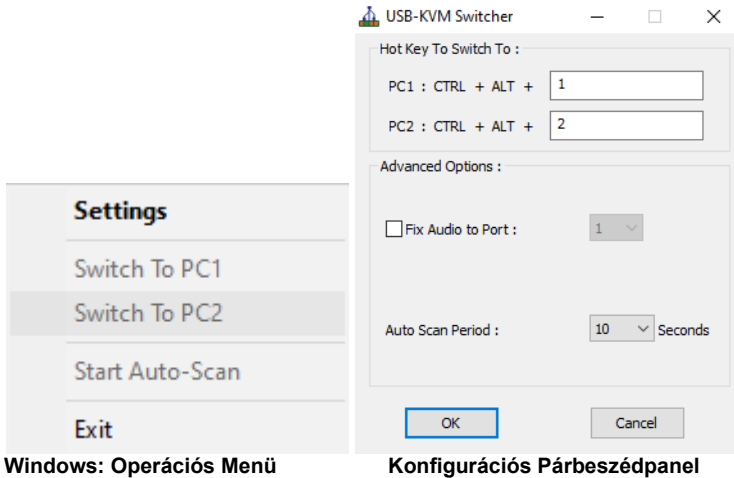 USB-KVM Switcher
Hot Key To Switch To :
PC1 : CTRL + ALT + 1
PC2 : CTRL + ALT + 2
Advanced Options :
Fix Audio to Port : 1
Auto Scan Period : 10 Seconds
OK Cancel
Settings
Switch To PC1
Switch To PC2
Start Auto-Scan
Exit
Windows: Operációs Menü
Konfigurációs Párbeszédpanel